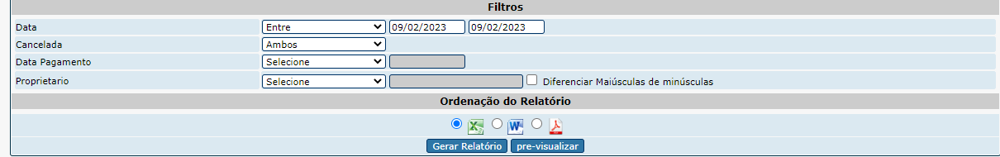 Filtros
Data Entre 09/02/2023 09/02/2023
Cancelada Ambos
Data Pagamento Selecione
Proprietario Selecione Diferenciar Maiúsculas de minúsculas
Ordenação do Relatório
Gerar Relatório pre-visualizar